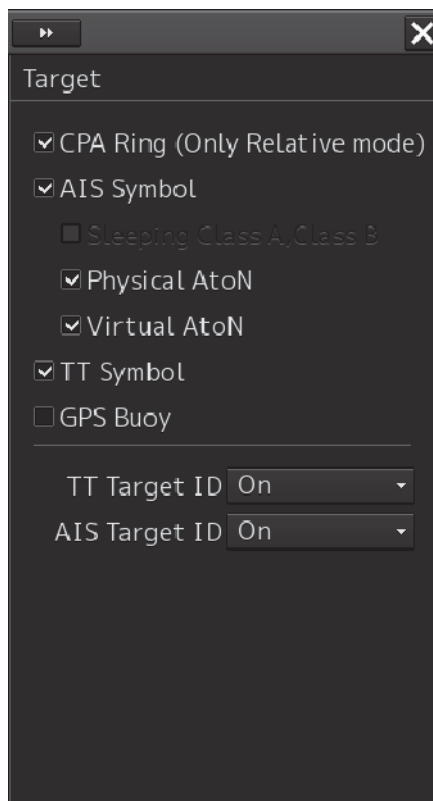 Target
CPA Ring (Only Relative mode)
AIS Symbol
Sleeping Class A,Class B
Physical AtoN
Virtual AtoN
TT Symbol
GPS Buoy
TT Target ID On
AIS Target ID On